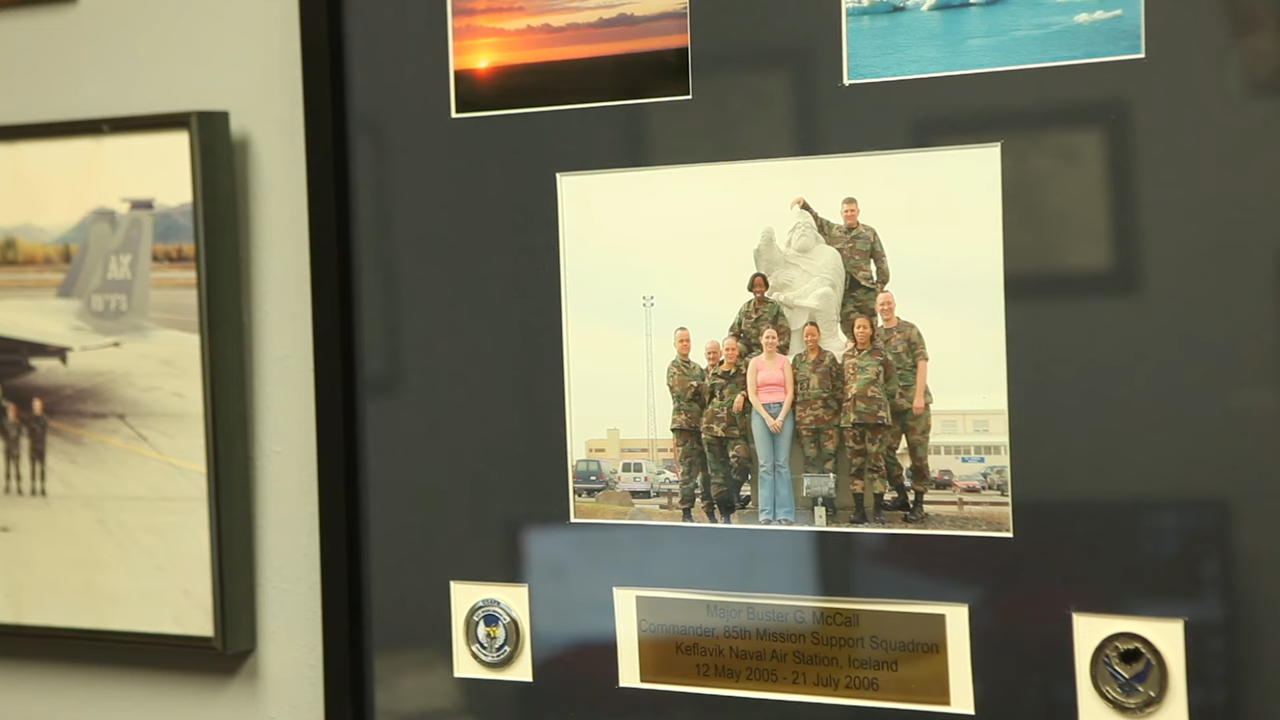 AK
Major Buster G. McCall
Commander, 85th Mission Support Squadron
Keflavik Naval Air Station, Iceland
12 May 2005 - 21 July 2006